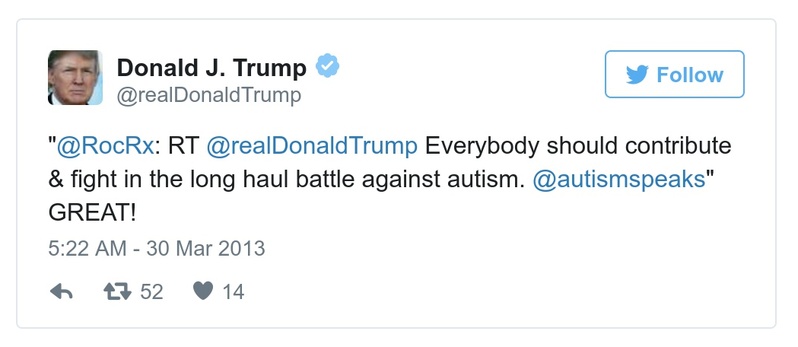 Donald J. Trump
@realDonaldTrump
Follow
"@RocRx: RT @realDonaldTrump Everybody should contribute
& fight in the long haul battle against autism. @autismspeaks"
GREAT!
5:22 AM - 30 Mar 2013
52 14